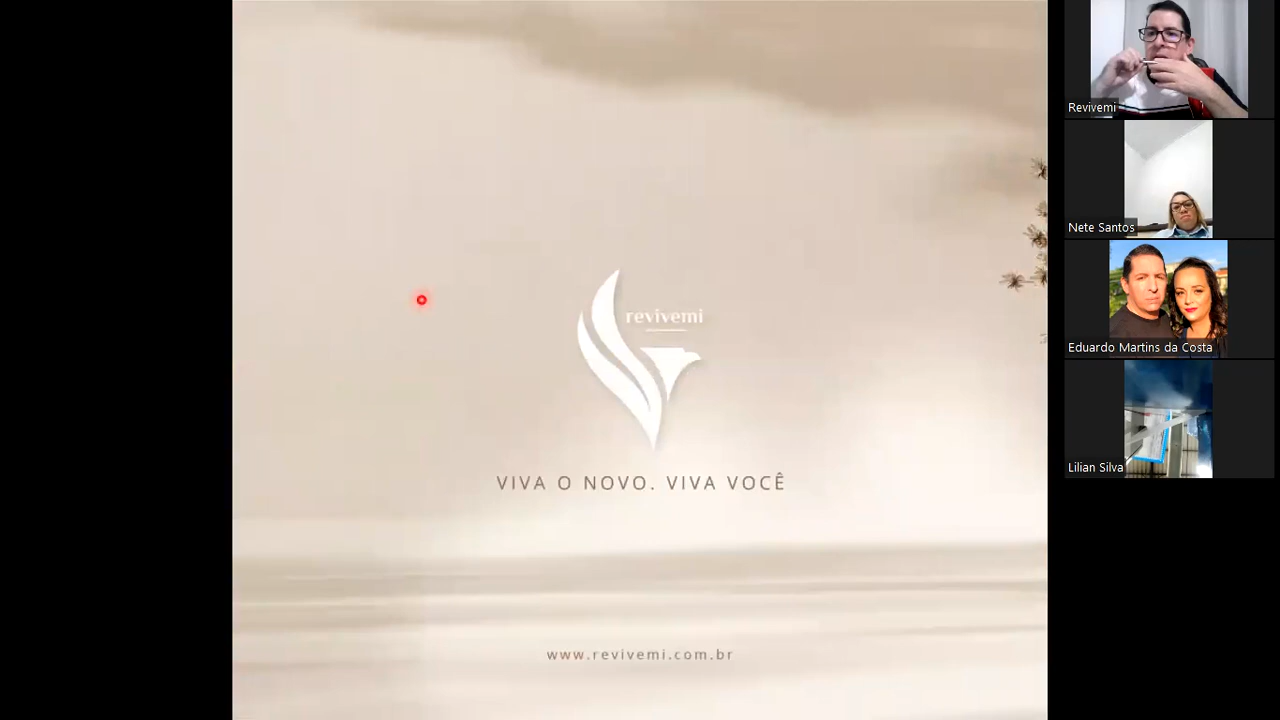 revivemi
VIVA O NOVO. VIVA VOCÊ
www.revivemi.com.br
Revivemi
Nete Santos
Eduardo Martins da Costa
Lilian Silva